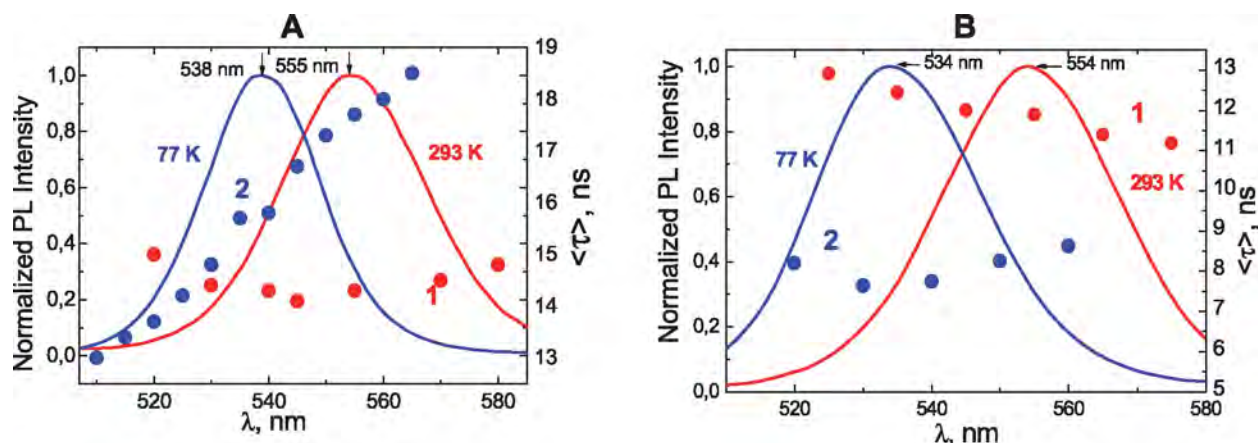 A
Normalized PL Intensity
1,0
0,8
0,6
0,4
0,2
0,0
538 nm
555 nm
77 K
2
293 K
1
19
18
17
16
15
14
13
<τ>, ns
520
540
560
580
λ, nm
B
Normalized PL Intensity
1,0
0,8
0,6
0,4
0,2
0,0
534 nm
554 nm
77 K
1
293 K
2
13
12
11
10
9
8
7
6
5
<τ>, ns
520
540
560
580
λ, nm